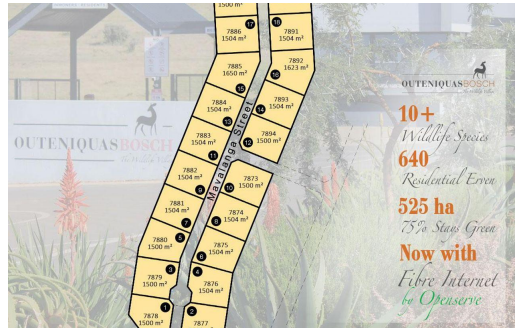 1500 m²
17
18
7886
1504 m²
7891
1504 m²
7885
1650 m²
7892
1623 m²
16
15
7884
1504 m²
7893
1504 m²
14
13
7883
1504 m²
7894
1500 m²
12
11
Mavalanga Street
7882
1504 m²
7873
1500 m²
10
9
7881
1504 m²
7874
1504 m²
8
7
7880
1500 m²
7875
1504 m²
6
5
7879
1500 m²
7876
1504 m²
4
3
7878
1500 m²
7877
2
1
OUTENIQUASBOSCH
OUTENIQUASBOSCH
10+
Wildlife Species
640
Residential Erven
525 ha
75% Stays Green
Now with
Fibre Internet
by Openserve